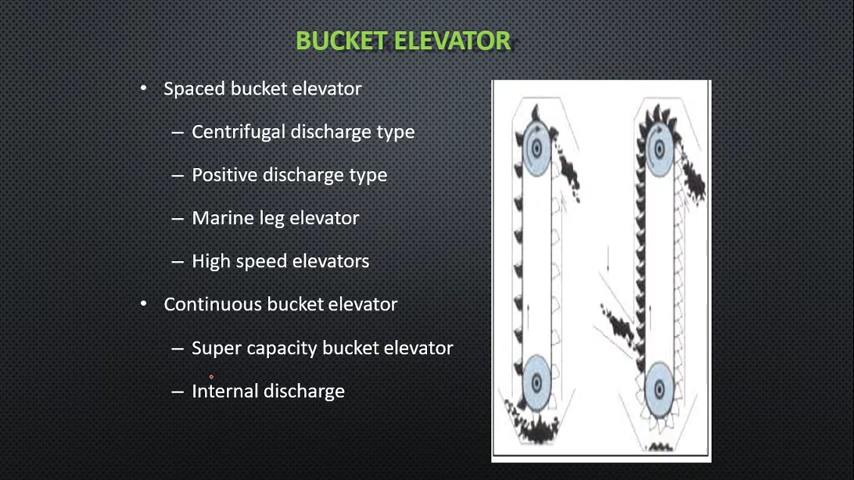 BUCKET ELEVATOR
• Spaced bucket elevator
– Centrifugal discharge type
– Positive discharge type
– Marine leg elevator
– High speed elevators
• Continuous bucket elevator
– Super capacity bucket elevator
– Internal discharge